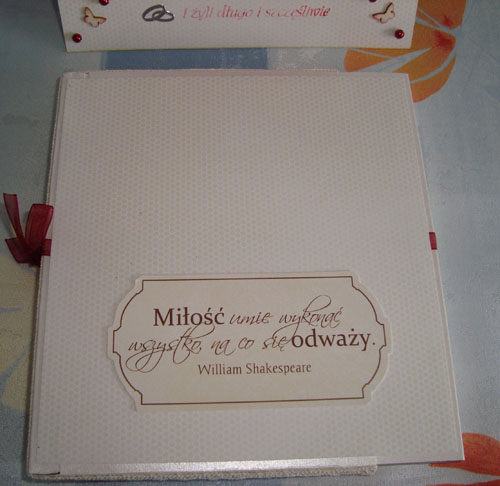 I żyli długo i szczęśliwie
Miłość umie wykonać
wszystko, na co się odważy.
William Shakespeare